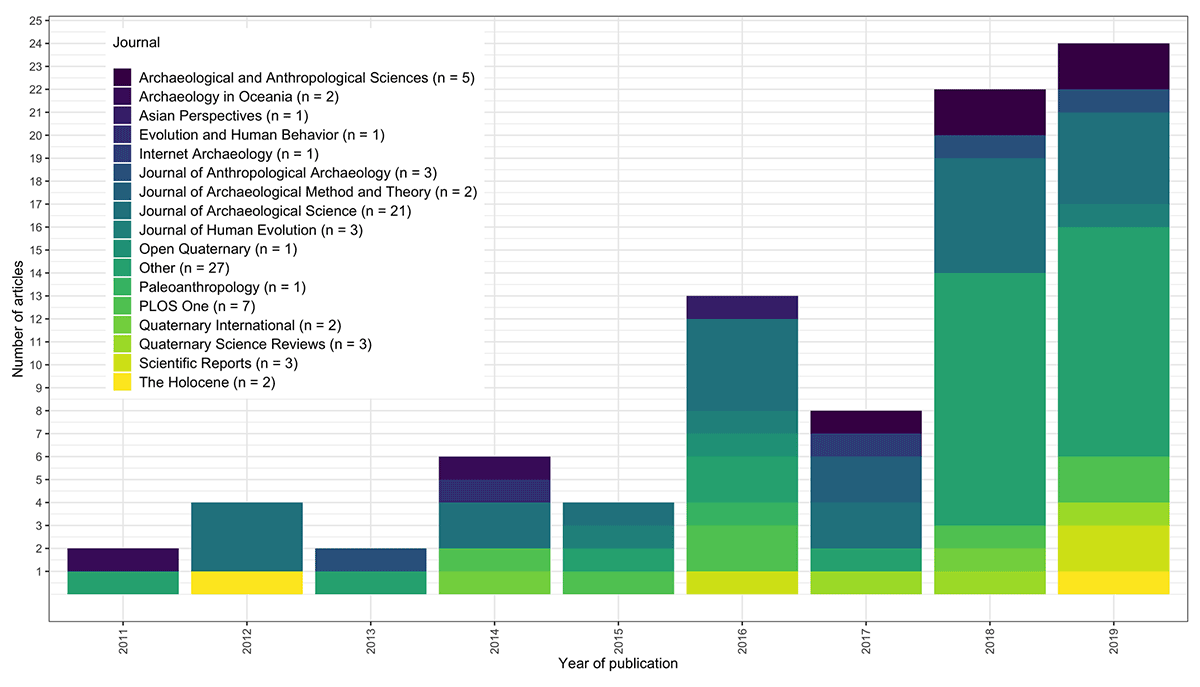 Journal
Archaeological and Anthropological Sciences (n = 5)
Archaeology in Oceania (n = 2)
Asian Perspectives (n = 1)
Evolution and Human Behavior (n = 1)
Internet Archaeology (n = 1)
Journal of Anthropological Archaeology (n = 3)
Journal of Archaeological Method and Theory (n = 2)
Journal of Archaeological Science (n = 21)
Journal of Human Evolution (n = 3)
Open Quaternary (n = 1)
Other (n = 27)
Paleoanthropology (n = 1)
PLOS One (n = 7)
Quaternary International (n = 2)
Quaternary Science Reviews (n = 3)
Scientific Reports (n = 3)
The Holocene (n = 2)
Number of articles
25
24
23
22
21
20
19
18
17
16
15
14
13
12
11
10
9
8
7
6
5
4
3
2
1
2011
2012
2013
2014
2015
2016
2017
2018
2019
Year of publication